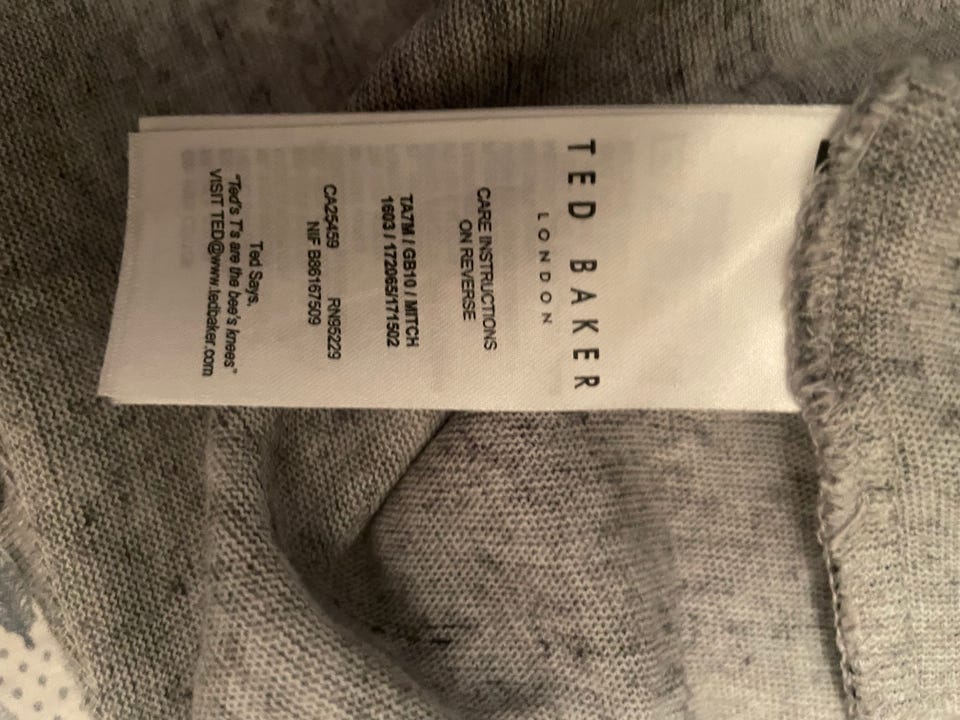 TED BAKER
LONDON
CARE INSTRUCTIONS
ON REVERSE
TA7M / GB10 / MITCH
1603 / 172065/171502
CA25459 RN95229
NIF B86167509
Ted Says,
"Ted's T's are the bee's knees"
VISIT TED@www.tedbaker.com